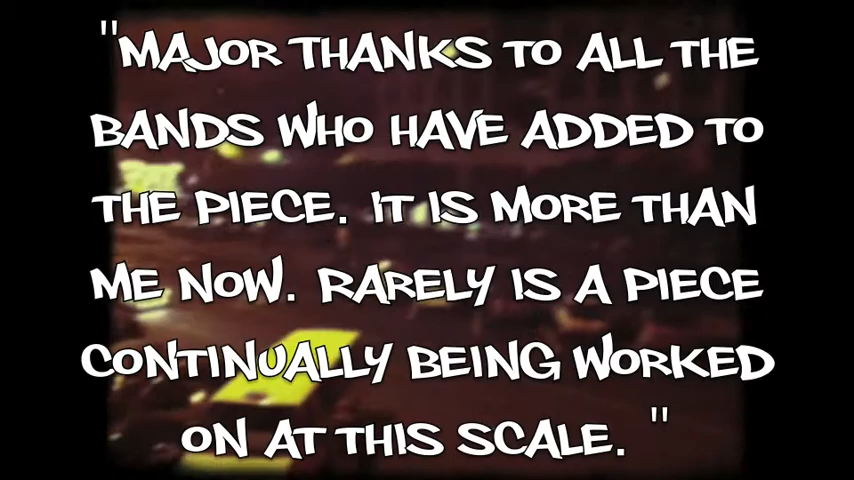 "MAJOR THANKS TO ALL THE
BANDS WHO HAVE ADDED TO
THE PIECE. IT IS MORE THAN
ME NOW. RARELY IS A PIECE
CONTINUALLY BEING WORKED
ON AT THIS SCALE. "